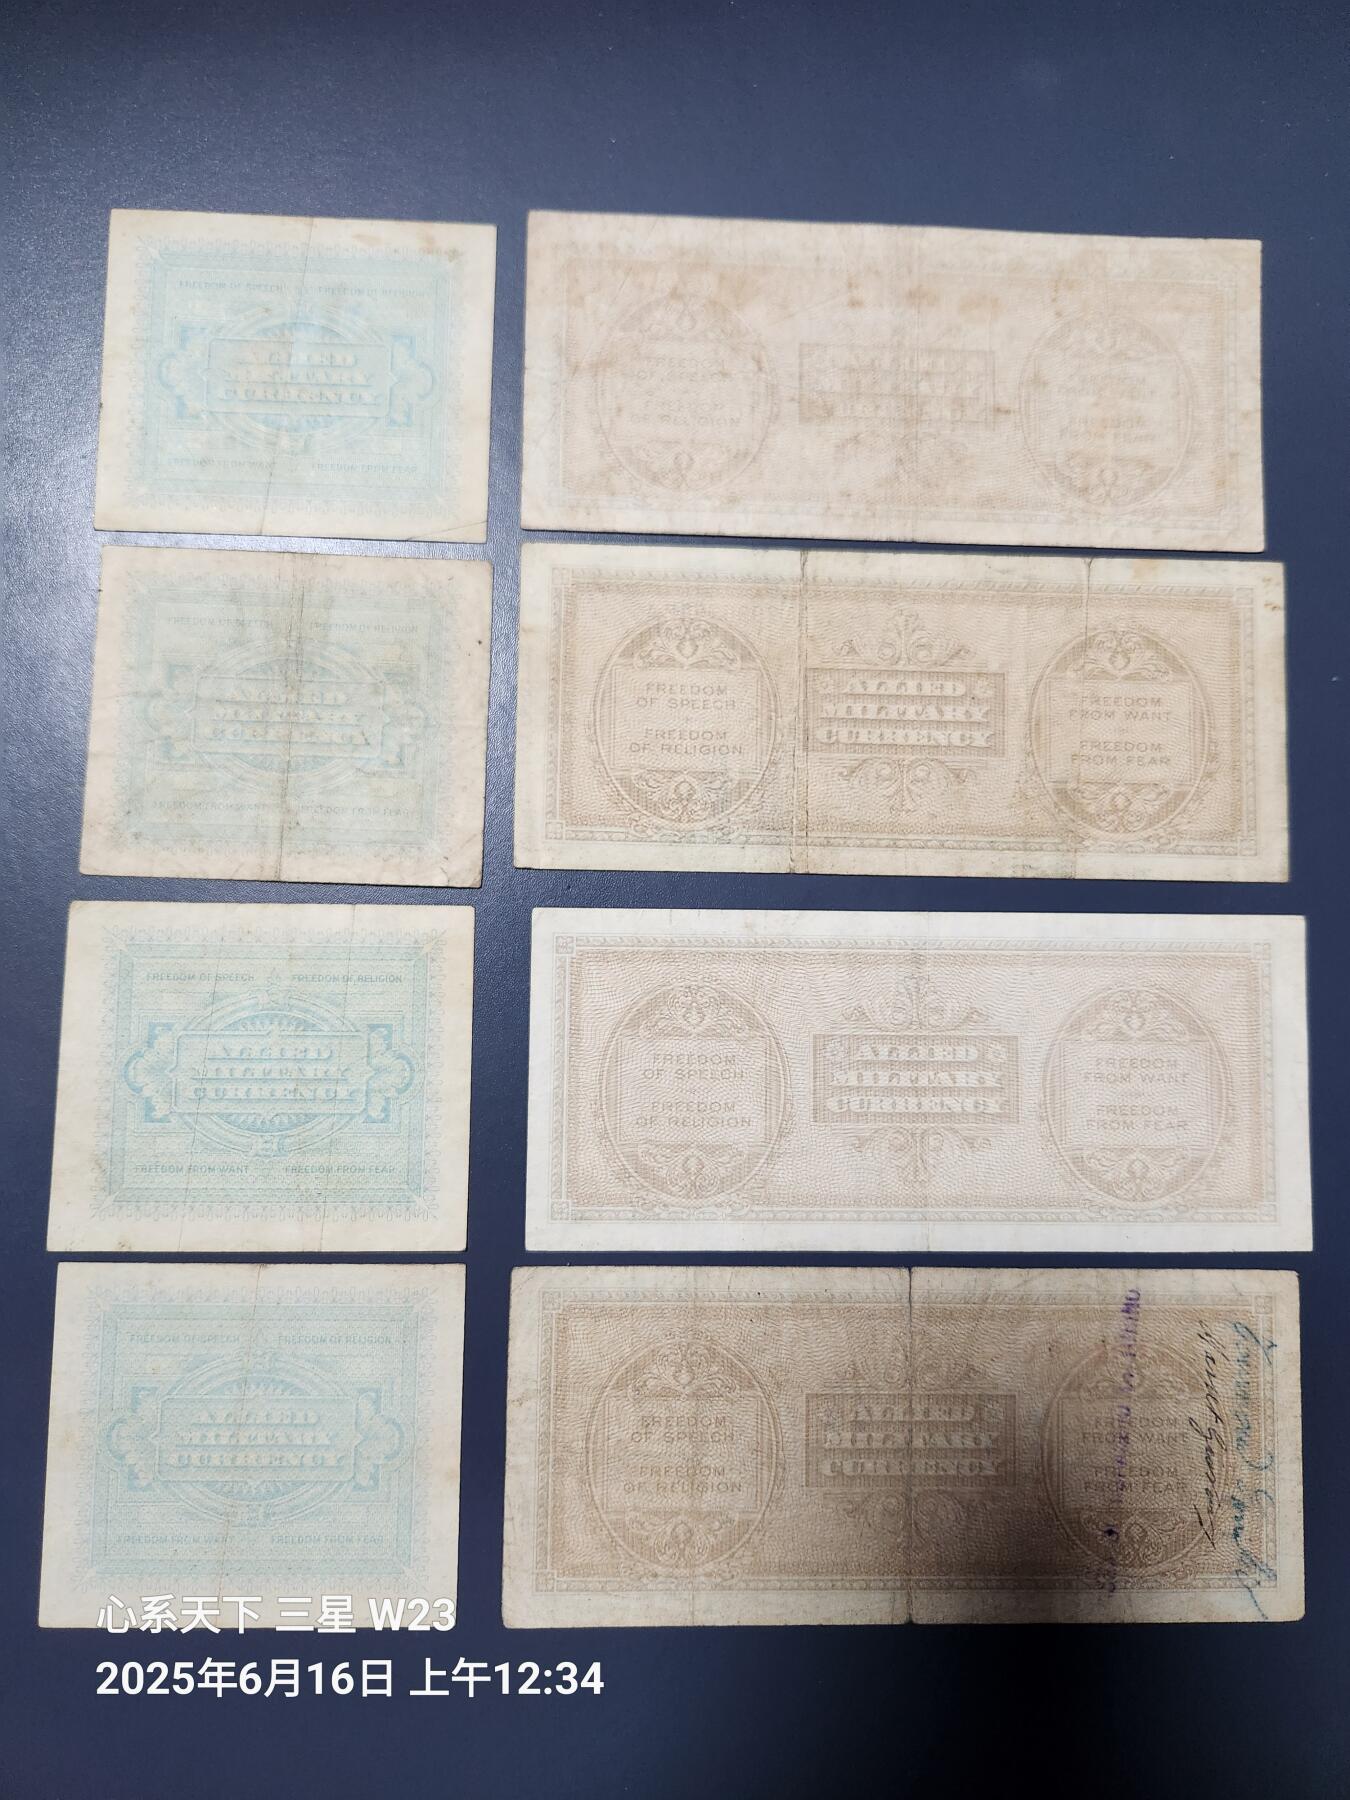 FREEDOM OF SPEECH FREEDOM OF RELIGION
ALLIED
MILITARY
CURRENCY
FREEDOM FROM WANT FREEDOM FROM FEAR
OF SPEECH
OF RELIGION
ALLIED
MILITARY
CURRENCY
FREEDOM
FROM FEAR
FREEDOM OF SPEECH FREEDOM OF RELIGION
ALLIED
MILITARY
CURRENCY
FREEDOM FROM WANT FREEDOM FROM FEAR
FREEDOM
OF SPEECH
FREEDOM
OF RELIGION
ALLIED
MILITARY
CURRENCY
FREEDOM
FROM WANT
FREEDOM
FROM FEAR
FREEDOM OF SPEECH FREEDOM OF RELIGION
ALLIED
MILITARY
CURRENCY
FREEDOM FROM WANT FREEDOM FROM FEAR
FREEDOM
OF SPEECH
FREEDOM
OF RELIGION
ALLIED
MILITARY
CURRENCY
FREEDOM
FROM WANT
FREEDOM
FROM FEAR
FREEDOM OF SPEECH FREEDOM OF RELIGION
ALLIED
MILITARY
CURRENCY
FREEDOM FROM WANT FREEDOM FROM FEAR
FREEDOM
OF SPEECH
FREEDOM
OF RELIGION
ALLIED
MILITARY
CURRENCY
FREEDOM
FROM WANT
FREEDOM
FROM FEAR
心系天下 三星 W23
2025年6月16日 上午12:34